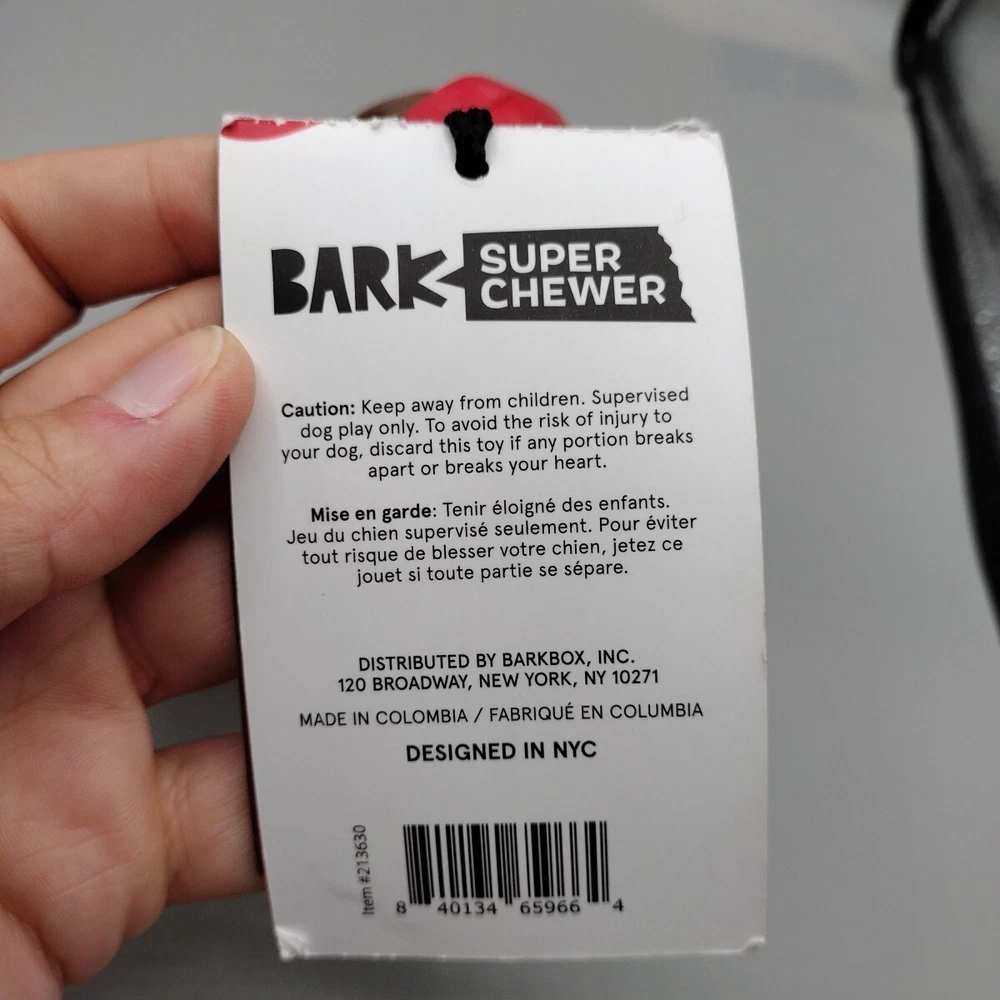 BARK SUPER CHEWER
Caution: Keep away from children. Supervised
dog play only. To avoid the risk of injury to
your dog, discard this toy if any portion breaks
apart or breaks your heart.
Mise en garde: Tenir éloigné des enfants.
Jeu du chien supervisé seulement. Pour éviter
tout risque de blesser votre chien, jetez ce
jouet si toute partie se sépare.
DISTRIBUTED BY BARKBOX, INC.
120 BROADWAY, NEW YORK, NY 10271
MADE IN COLOMBIA / FABRIQUÉ EN COLUMBIA
DESIGNED IN NYC
Item #213630
8 40134 65966 4